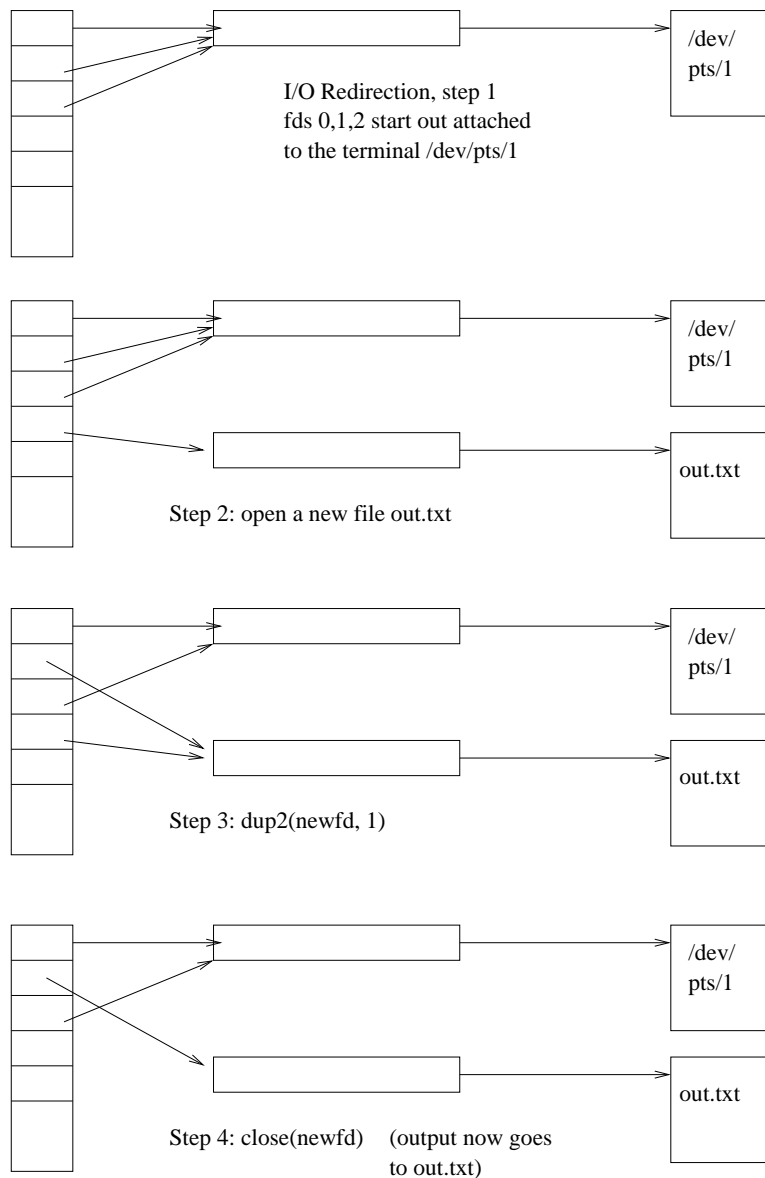 /dev/
pts/1
I/O Redirection, step 1
fds 0,1,2 start out attached
to the terminal /dev/pts/1
/dev/
pts/1
out.txt
Step 2: open a new file out.txt
/dev/
pts/1
out.txt
Step 3: dup2(newfd, 1)
/dev/
pts/1
out.txt
Step 4: close(newfd) (output now goes
to out.txt)